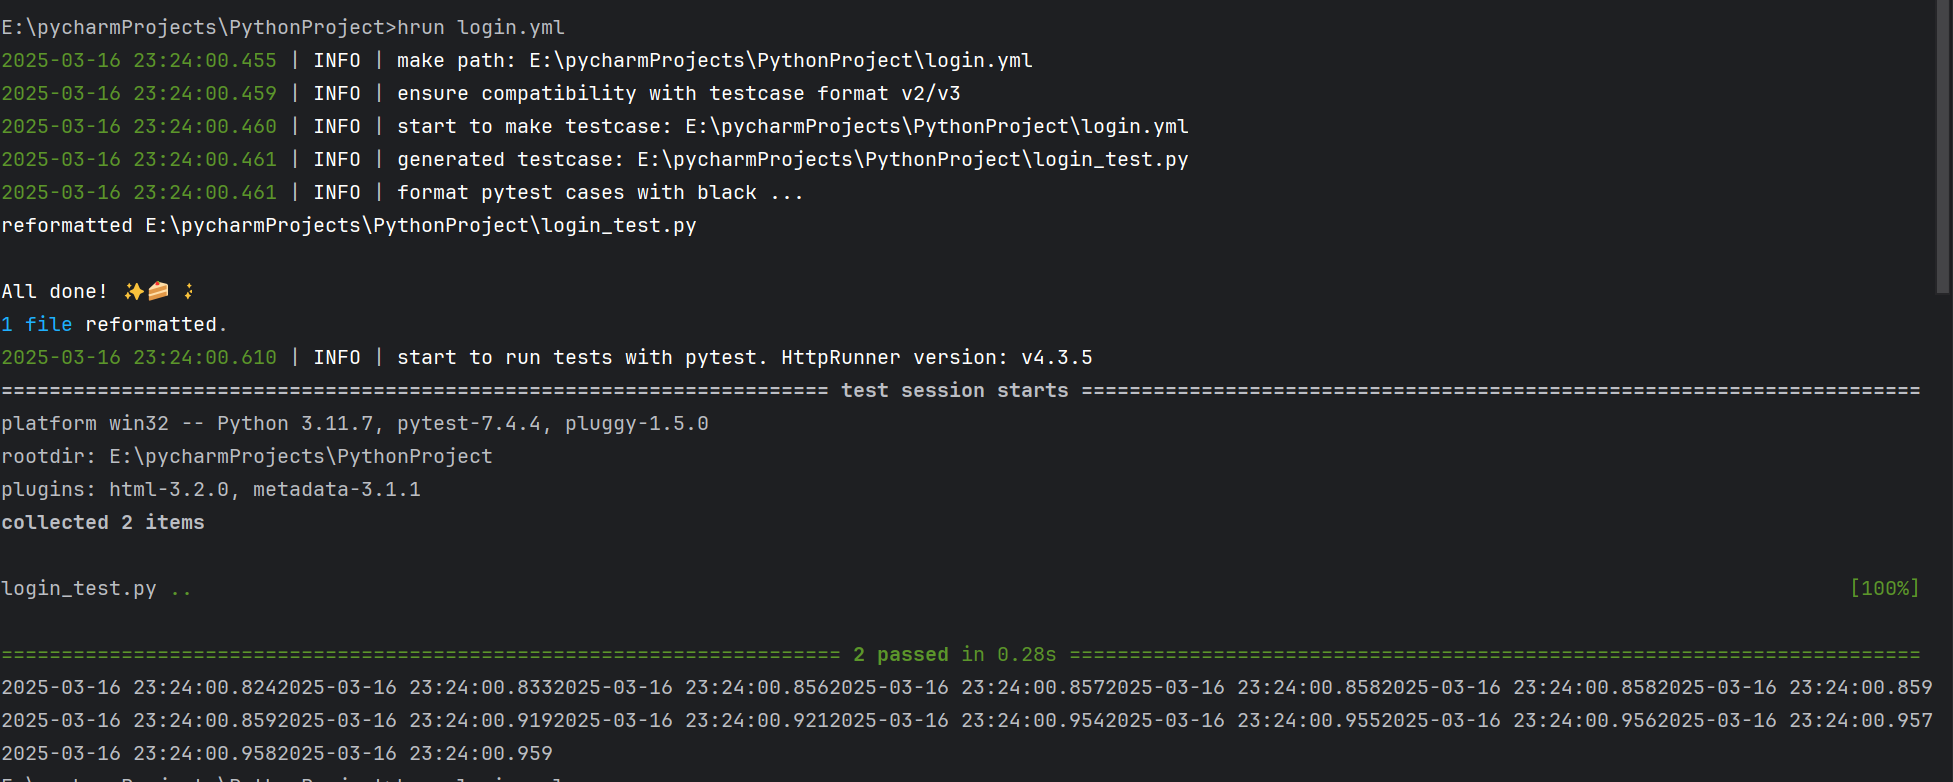 E:\pycharmProjects\PythonProject>hrun login.yml
2025-03-16 23:24:00.455 | INFO | make path: E:\pycharmProjects\PythonProject\login.yml
2025-03-16 23:24:00.459 | INFO | ensure compatibility with testcase format v2/v3
2025-03-16 23:24:00.460 | INFO | start to make testcase: E:\pycharmProjects\PythonProject\login.yml
2025-03-16 23:24:00.461 | INFO | generated testcase: E:\pycharmProjects\PythonProject\login_test.py
2025-03-16 23:24:00.461 | INFO | format pytest cases with black ...
reformatted E:\pycharmProjects\PythonProject\login_test.py
All done! ✨🍰 ✨
1 file reformatted.
2025-03-16 23:24:00.610 | INFO | start to run tests with pytest. HttpRunner version: v4.3.5
===================================================================== test session starts ======================================================================
platform win32 -- Python 3.11.7, pytest-7.4.4, pluggy-1.5.0
rootdir: E:\pycharmProjects\PythonProject
plugins: html-3.2.0, metadata-3.1.1
collected 2 items
login_test.py .. [100%]
====================================================================== 2 passed in 0.28s =======================================================================
2025-03-16 23:24:00.8242025-03-16 23:24:00.8332025-03-16 23:24:00.8562025-03-16 23:24:00.8572025-03-16 23:24:00.8582025-03-16 23:24:00.8582025-03-16 23:24:00.859
2025-03-16 23:24:00.8592025-03-16 23:24:00.9192025-03-16 23:24:00.9212025-03-16 23:24:00.9542025-03-16 23:24:00.9552025-03-16 23:24:00.9562025-03-16 23:24:00.957
2025-03-16 23:24:00.9582025-03-16 23:24:00.959